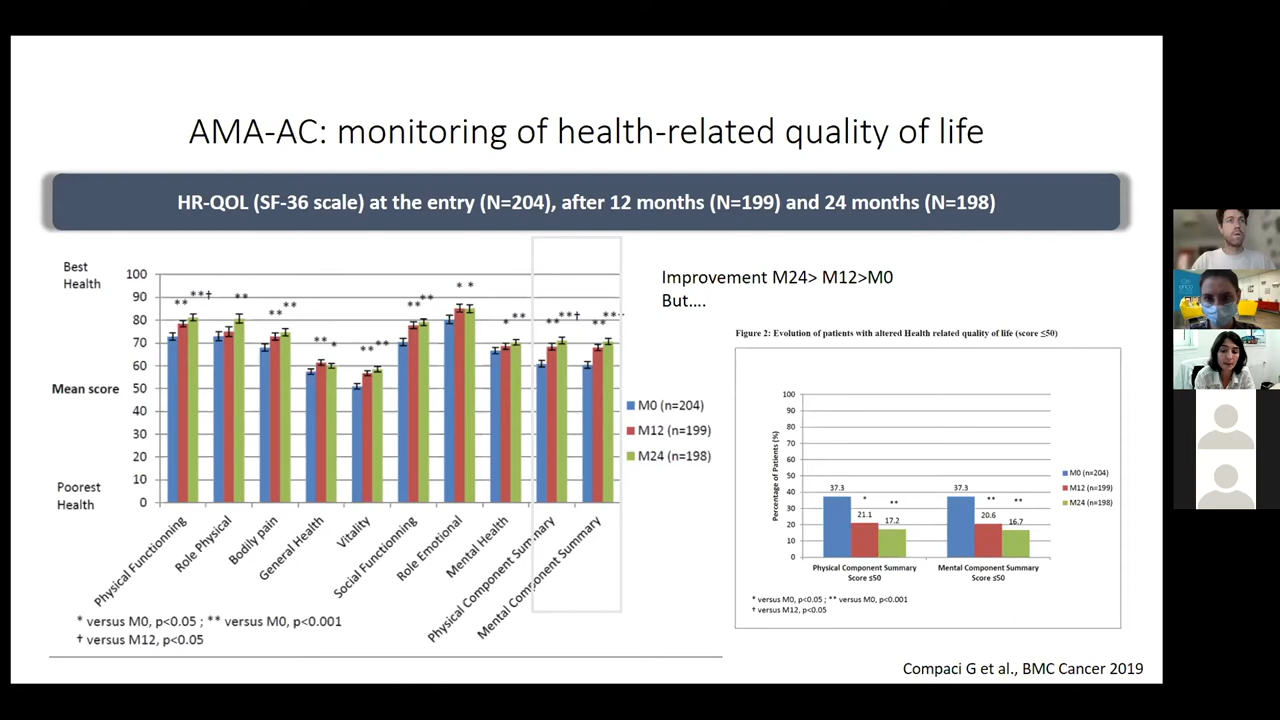 AMA-AC: monitoring of health-related quality of life
HR-QOL (SF-36 scale) at the entry (N=204), after 12 months (N=199) and 24 months (N=198)
Best
Health
Mean score
Poorest
Health
100
90
80
70
60
50
40
30
20
10
0
** **†
**
** **
** *
** **
** **
* *
* **
** **†
** **
Physical Functionning
Role Physical
Bodily pain
General Health
Vitality
Social Functionning
Role Emotional
Mental Health
Physical Component Summary
Mental Component Summary
M0 (n=204)
M12 (n=199)
M24 (n=198)
* versus M0, p<0.05 ; ** versus M0, p<0.001
† versus M12, p<0.05
Improvement M24> M12>M0
But....
Figure 2: Evolution of patients with altered Health related quality of life (score ≤50)
Percentage of Patients (%)
100
90
80
70
60
50
40
30
20
10
0
37.3
*
21.1
**
17.2
37.3
**
20.6
**
16.7
Physical Component Summary
Score ≤50
Mental Component Summary
Score ≤50
M0 (n=204)
M12 (n=199)
M24 (n=198)
* versus M0, p<0.05 ; ** versus M0, p<0.001
† versus M12, p<0.05
Compaci G et al., BMC Cancer 2019